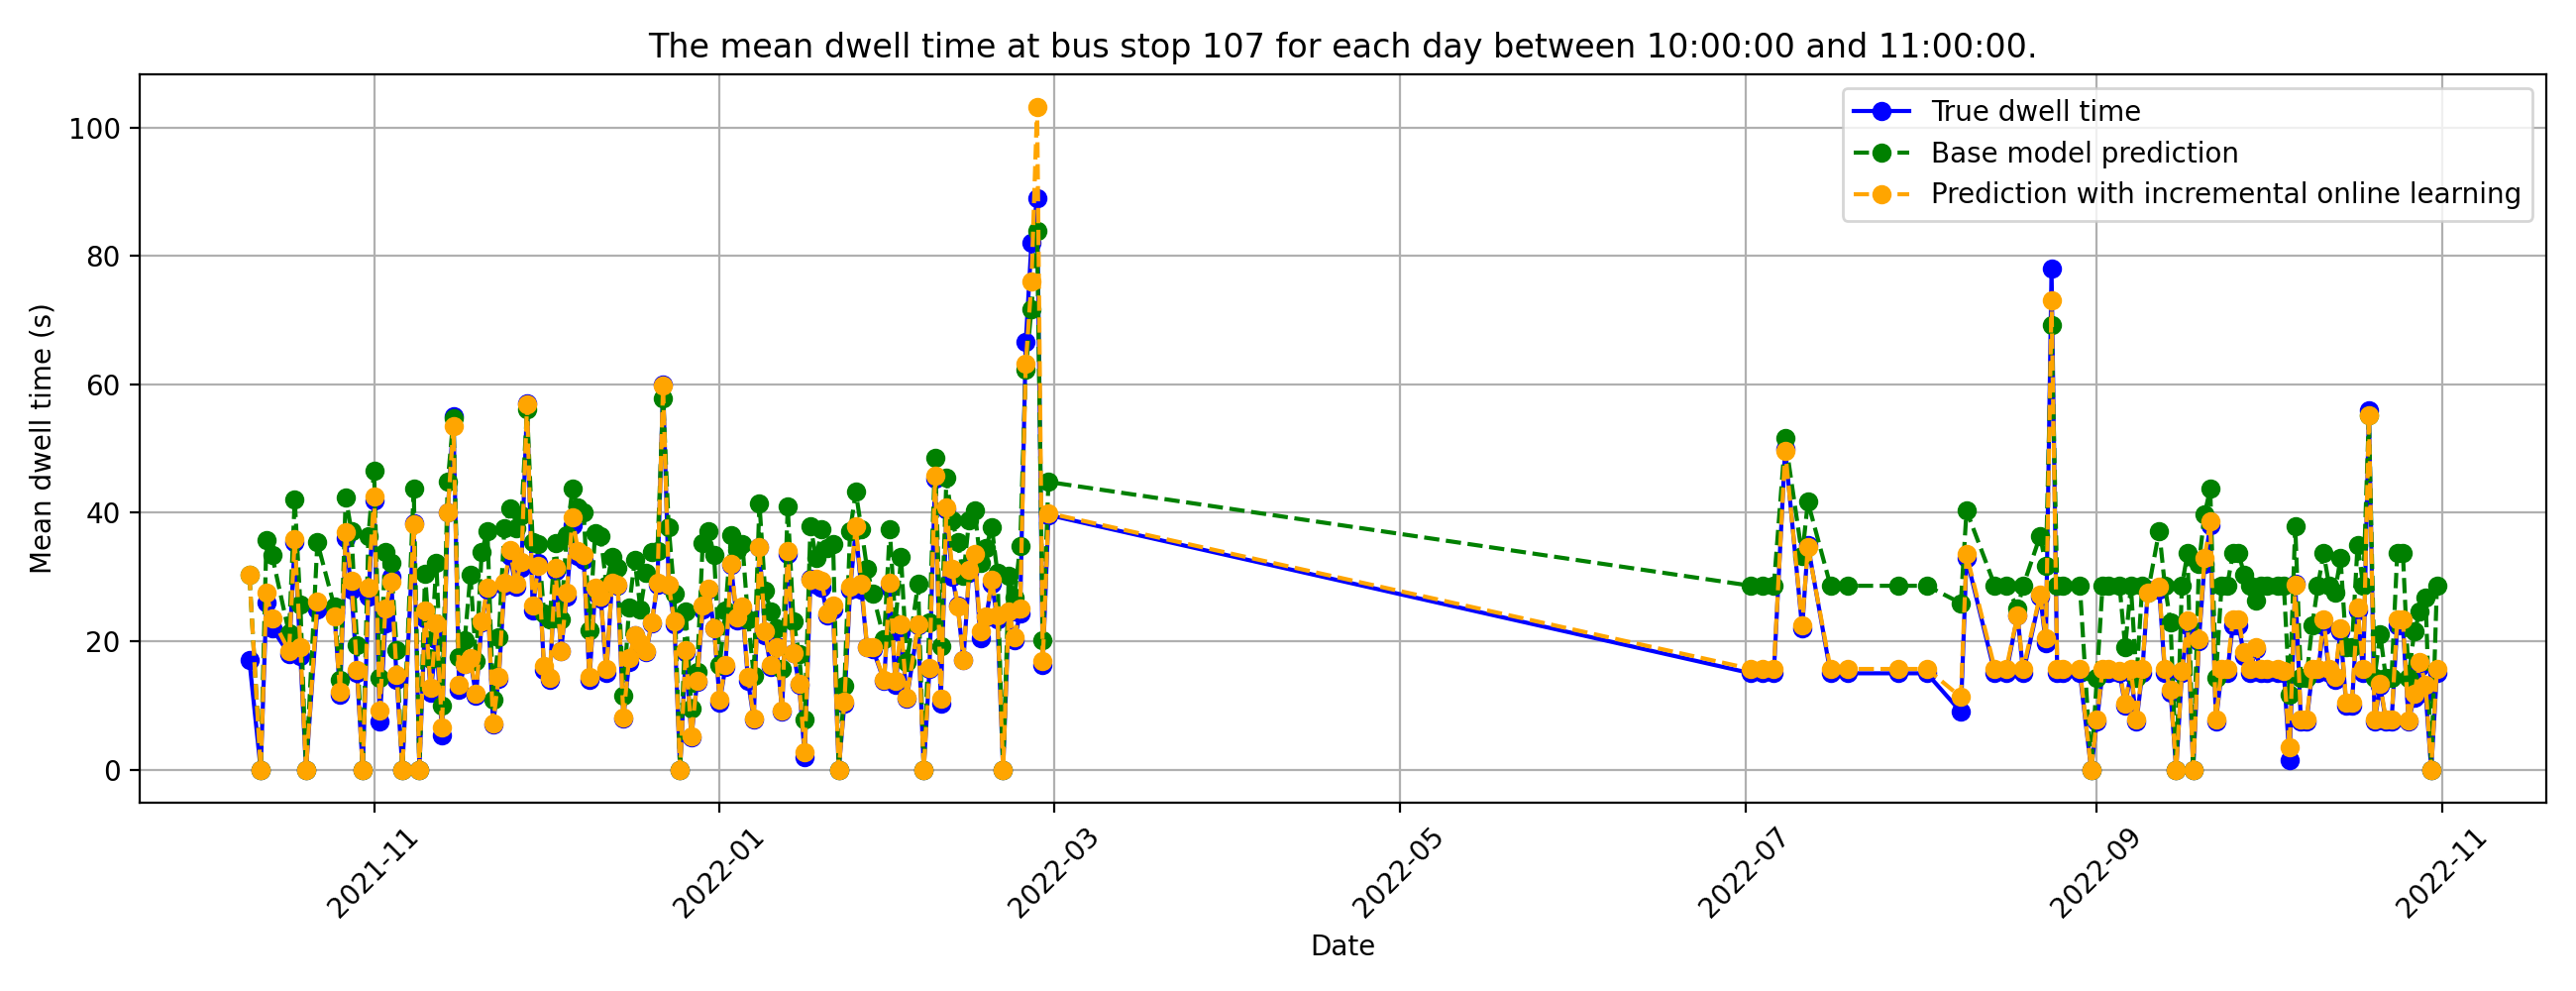 The mean dwell time at bus stop 107 for each day between 10:00:00 and 11:00:00.
True dwell time
Base model prediction
Prediction with incremental online learning
Mean dwell time (s)
100
80
60
40
20
0
2021-11
2022-01
2022-03
2022-05
2022-07
2022-09
2022-11
Date